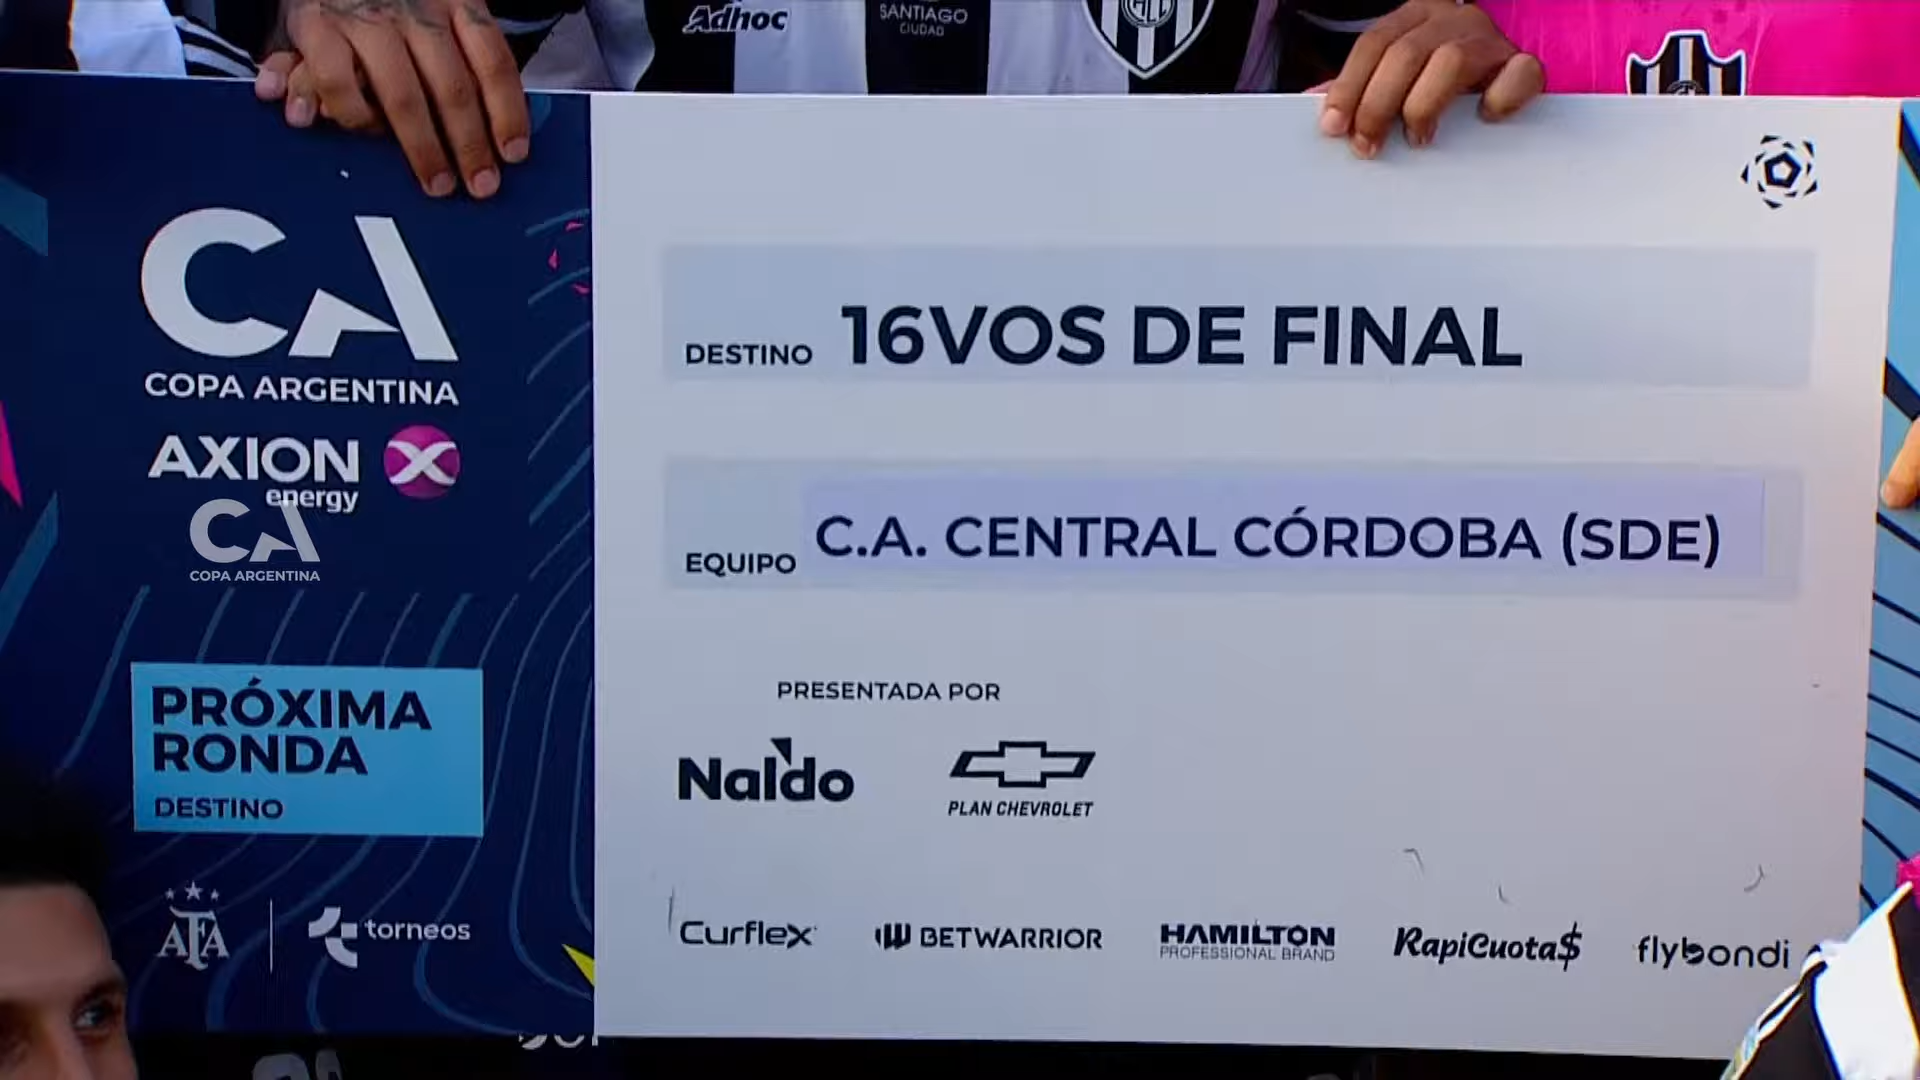 Adhoc
SANTIAGO
CIUDAD
CA
COPA ARGENTINA
AXION
energy
CA
COPA ARGENTINA
PRÓXIMA
RONDA
DESTINO
AFA
torneos
DESTINO 16VOS DE FINAL
EQUIPO C.A. CENTRAL CÓRDOBA (SDE)
PRESENTADA POR
Naldo
PLAN CHEVROLET
Curflex
BETWARRIOR
HAMILTON
PROFESSIONAL BRAND
RapiCuota$
flybondi